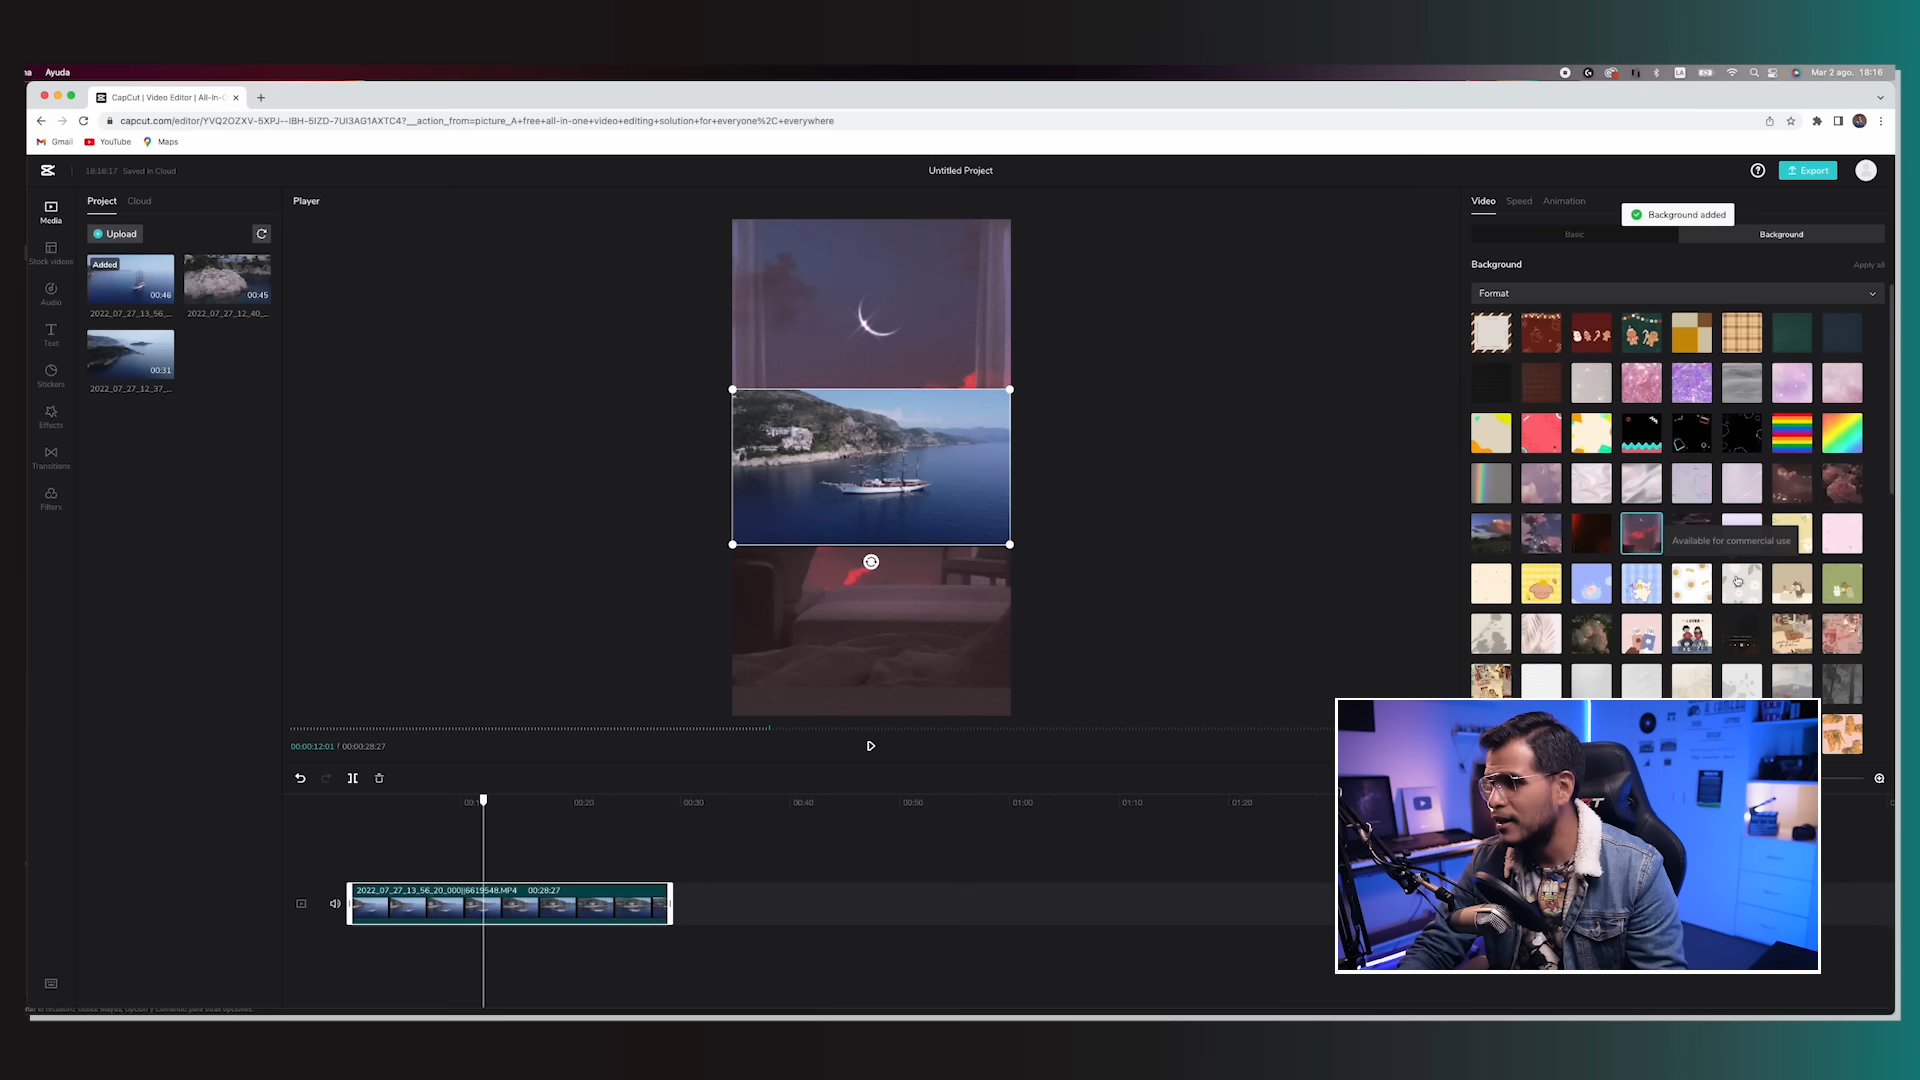 Ayuda
Mar 2 ago. 18:16
CapCut | Video Editor | All-In-
capcut.com/editor/YVQ2OZXV-5XPJ--IBH-5IZD-7UI3AG1AXTC4?__action_from=picture_A+free+all-in-one+video+editing+solution+for+everyone%2C+everywhere
Gmail YouTube Maps
18:16:17 Saved in Cloud
Untitled Project
Export
Media
Stock videos
Audio
Text
Stickers
Effects
Transitions
Filters
Project Cloud
Upload
Added
00:46
00:45
2022_07_27_13_56_...
2022_07_27_12_40_...
00:31
2022_07_27_12_37_...
Player
00:00:12:01 / 00:00:28:27
Video Speed Animation
Background added
Basic Background
Background
Apply all
Format
Available for commercial use
00:20 00:30 00:40 00:50 01:00 01:10 01:20
2022_07_27_13_56_20_000||6619548.MP4 00:28:27